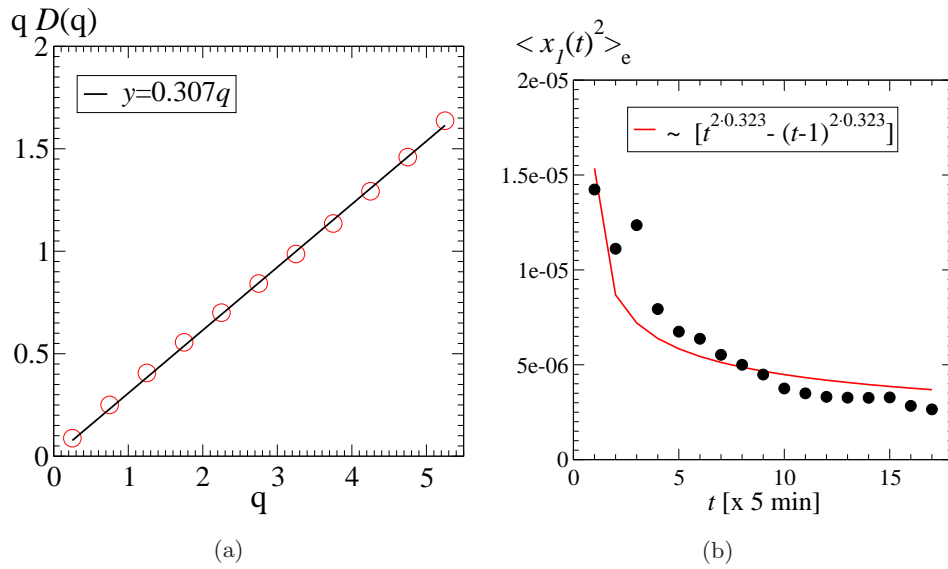 q D(q)
2
1.5
1
0.5
0
y=0.307q
0 1 2 3 4 5
q
(a)
< x₁(t)² >ₑ
2e-05
1.5e-05
1e-05
5e-06
0
~ [t^{2·0.323} - (t-1)^{2·0.323}]
0 5 10 15
t [x 5 min]
(b)